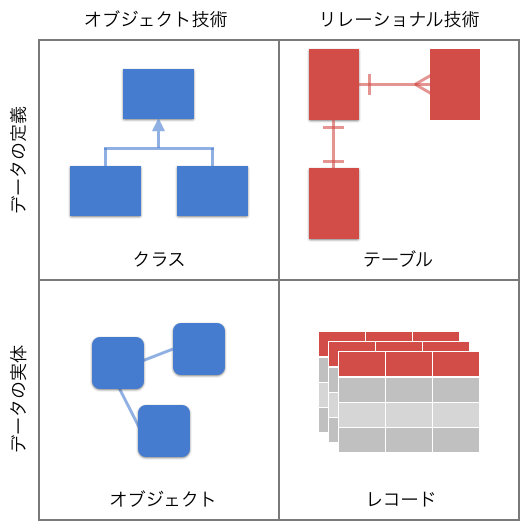 オブジェクト技術
リレーショナル技術
データの定義
クラス
テーブル
データの実体
オブジェクト
レコード